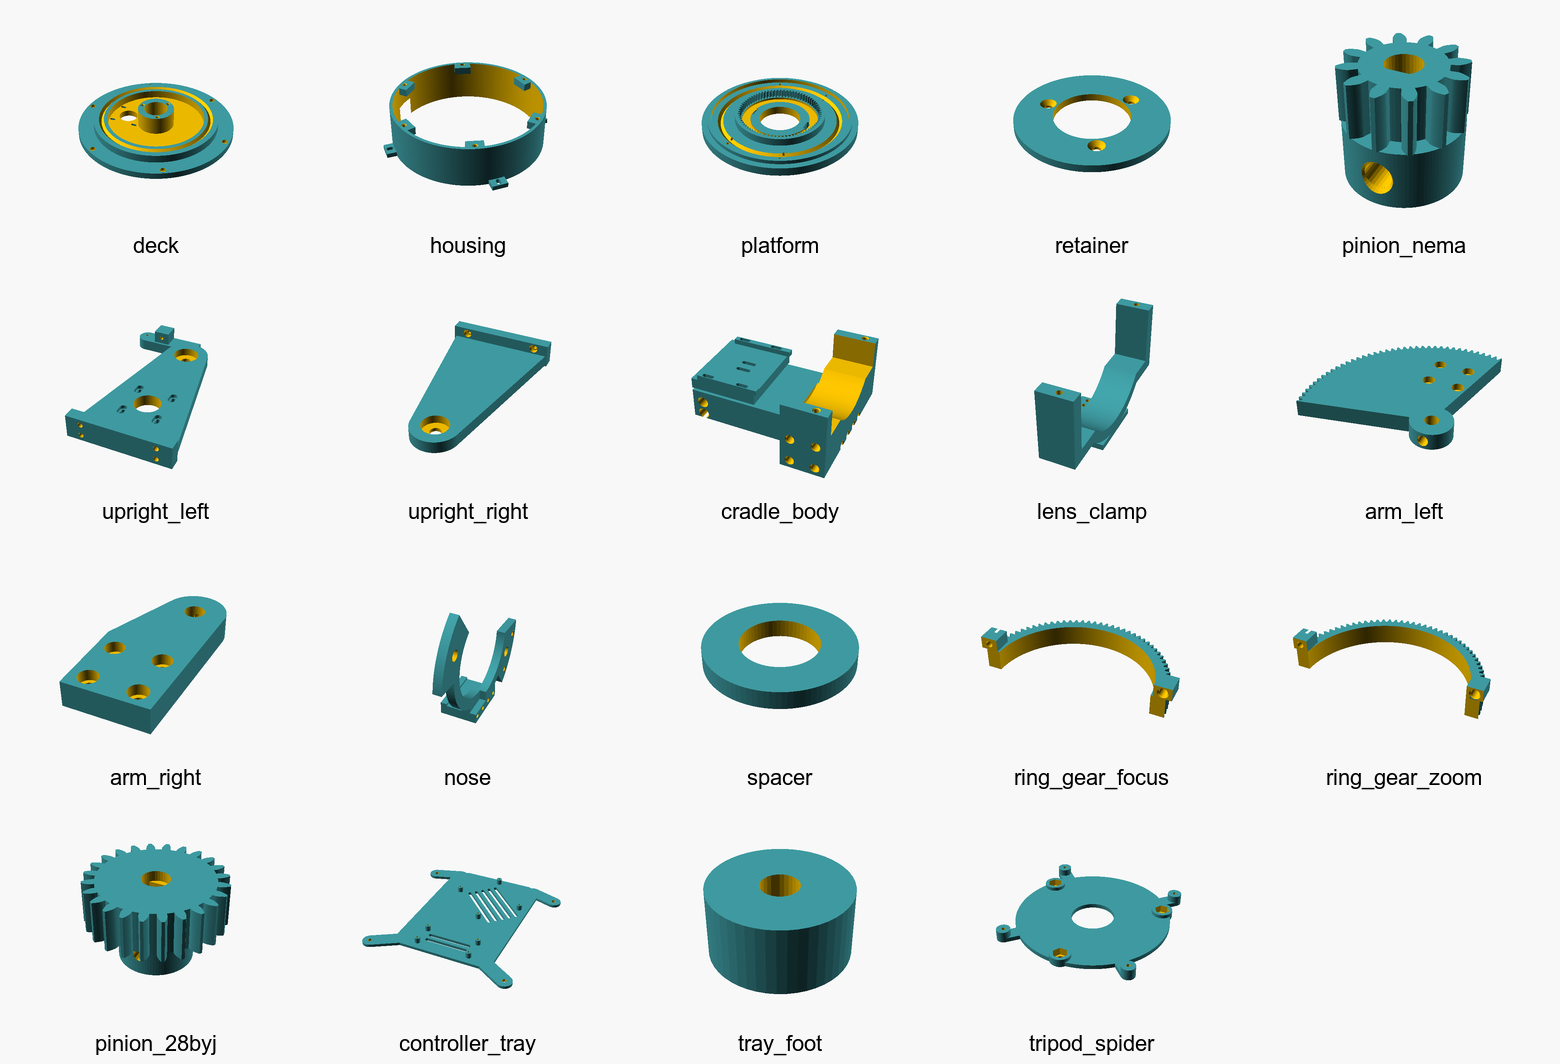 deck
housing
platform
retainer
pinion_nema
upright_left
upright_right
cradle_body
lens_clamp
arm_left
arm_right
nose
spacer
ring_gear_focus
ring_gear_zoom
pinion_28byj
controller_tray
tray_foot
tripod_spider